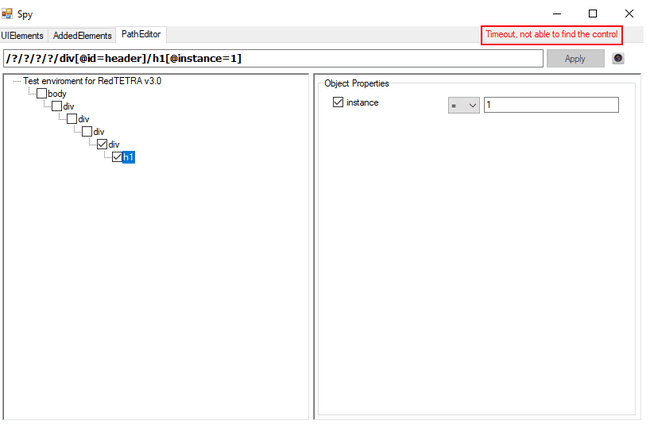 Spy
UIElements AddedElements PathEditor
Timeout, not able to find the control
/?/?/?/?/div[@id=header]/h1[@instance=1]
Apply
Test enviroment for RedTETRA v3.0
body
div
div
div
div
h1
Object Properties
instance = 1